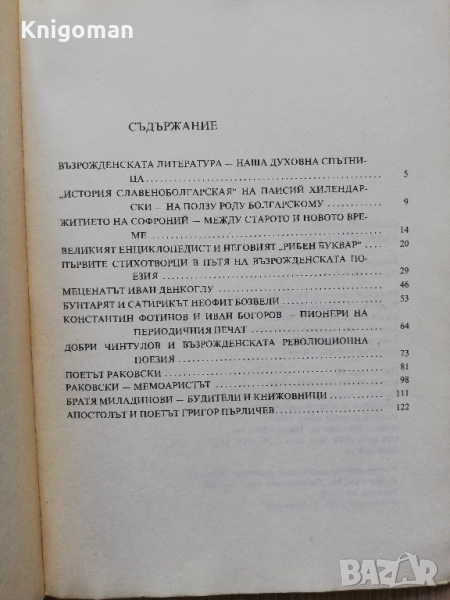 Knigoman
СЪДЪРЖАНИЕ
ВЪЗРОЖДЕНСКАТА ЛИТЕРАТУРА – НАША ДУХОВНА СПЪТНИ-
ЦА 5
„ИСТОРИЯ СЛАВЕНОБОЛГАРСКАЯ“ НА ПАИСИЙ ХИЛЕНДАР-
СКИ – НА ПОЛЗУ РОДУ БОЛГАРСКОМУ 9
ЖИТИЕТО НА СОФРОНИЙ – МЕЖДУ СТАРОТО И НОВОТО ВРЕ-
МЕ 14
ВЕЛИКИЯТ ЕНЦИКЛОПЕДИСТ И НЕГОВИЯТ „РИБЕН БУКВАР“ 20
ПЪРВИТЕ СТИХОТВОРЦИ В ПЪТЯ НА ВЪЗРОЖДЕНСКАТА ПО-
ЕЗИЯ 29
МЕЦЕНАТЪТ ИВАН ДЕНКОГЛУ 46
БУНТАРЯТ И САТИРИКЪТ НЕОФИТ БОЗВЕЛИ 53
КОНСТАНТИН ФОТИНОВ И ИВАН БОГОРОВ – ПИОНЕРИ НА
ПЕРИОДИЧНИЯ ПЕЧАТ 64
ДОБРИ ЧИНТУЛОВ И ВЪЗРОЖДЕНСКАТА РЕВОЛЮЦИОННА
ПОЕЗИЯ 73
ПОЕТЪТ РАКОВСКИ 81
РАКОВСКИ – МЕМОАРИСТЪТ 98
БРАТЯ МИЛАДИНОВИ – БУДИТЕЛИ И КНИЖОВНИЦИ 111
АПОСТОЛЪТ И ПОЕТЪТ ГРИГОР ПЪРЛИЧЕВ 122
BAZAR